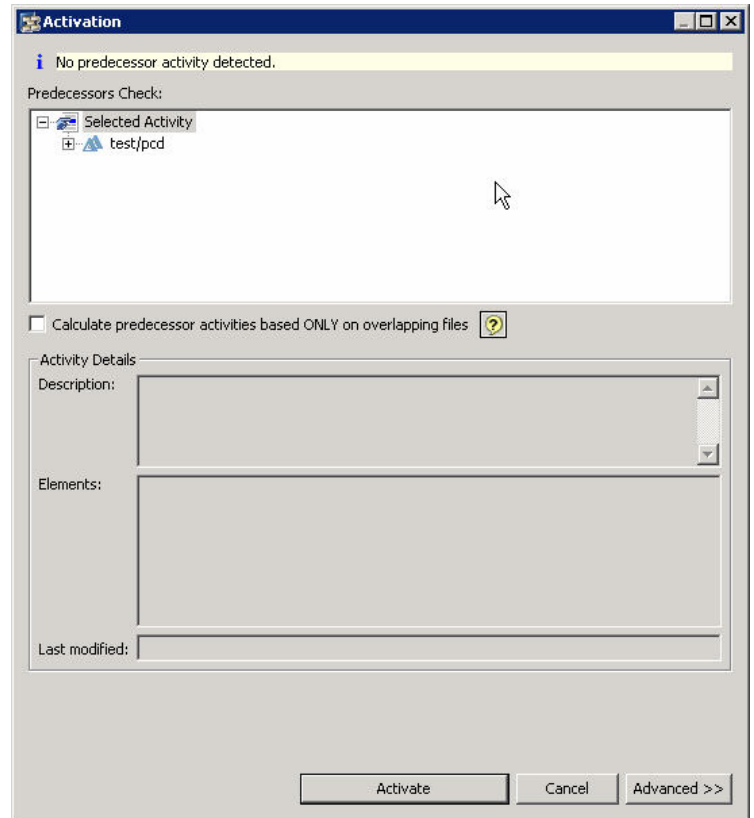 Activation
No predecessor activity detected.
Predecessors Check:
Selected Activity
test/pcd
Calculate predecessor activities based ONLY on overlapping files
Activity Details
Description:
Elements:
Last modified:
Activate Cancel Advanced >>